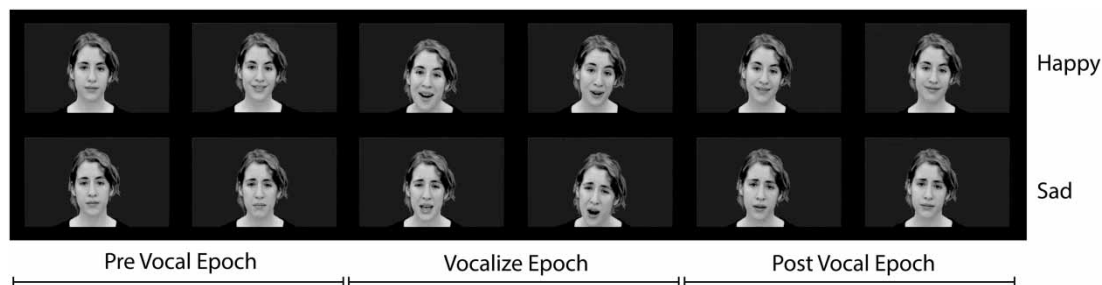 Happy
Sad
Pre Vocal Epoch
Vocalize Epoch
Post Vocal Epoch